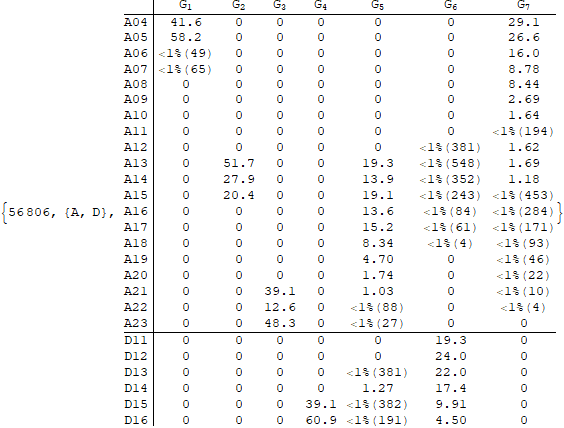 G1 G2 G3 G4 G5 G6 G7
A04 41.6 0 0 0 0 0 29.1
A05 58.2 0 0 0 0 0 26.6
A06 <1%(49) 0 0 0 0 0 16.0
A07 <1%(65) 0 0 0 0 0 8.78
A08 0 0 0 0 0 0 8.44
A09 0 0 0 0 0 0 2.69
A10 0 0 0 0 0 0 1.64
A11 0 0 0 0 0 0 <1%(194)
A12 0 0 0 0 0 <1%(381) 1.62
A13 0 51.7 0 0 19.3 <1%(548) 1.69
A14 0 27.9 0 0 13.9 <1%(352) 1.18
A15 0 20.4 0 0 19.1 <1%(243) <1%(453)
{56806, {A, D}, A16 0 0 0 0 13.6 <1%(84) <1%(284)}
A17 0 0 0 0 15.2 <1%(61) <1%(171)
A18 0 0 0 0 8.34 <1%(4) <1%(93)
A19 0 0 0 0 4.70 0 <1%(46)
A20 0 0 0 0 1.74 0 <1%(22)
A21 0 0 39.1 0 1.03 0 <1%(10)
A22 0 0 12.6 0 <1%(88) 0 <1%(4)
A23 0 0 48.3 0 <1%(27) 0 0
D11 0 0 0 0 0 19.3 0
D12 0 0 0 0 0 24.0 0
D13 0 0 0 0 <1%(381) 22.0 0
D14 0 0 0 0 1.27 17.4 0
D15 0 0 0 39.1 <1%(382) 9.91 0
D16 0 0 0 60.9 <1%(191) 4.50 0